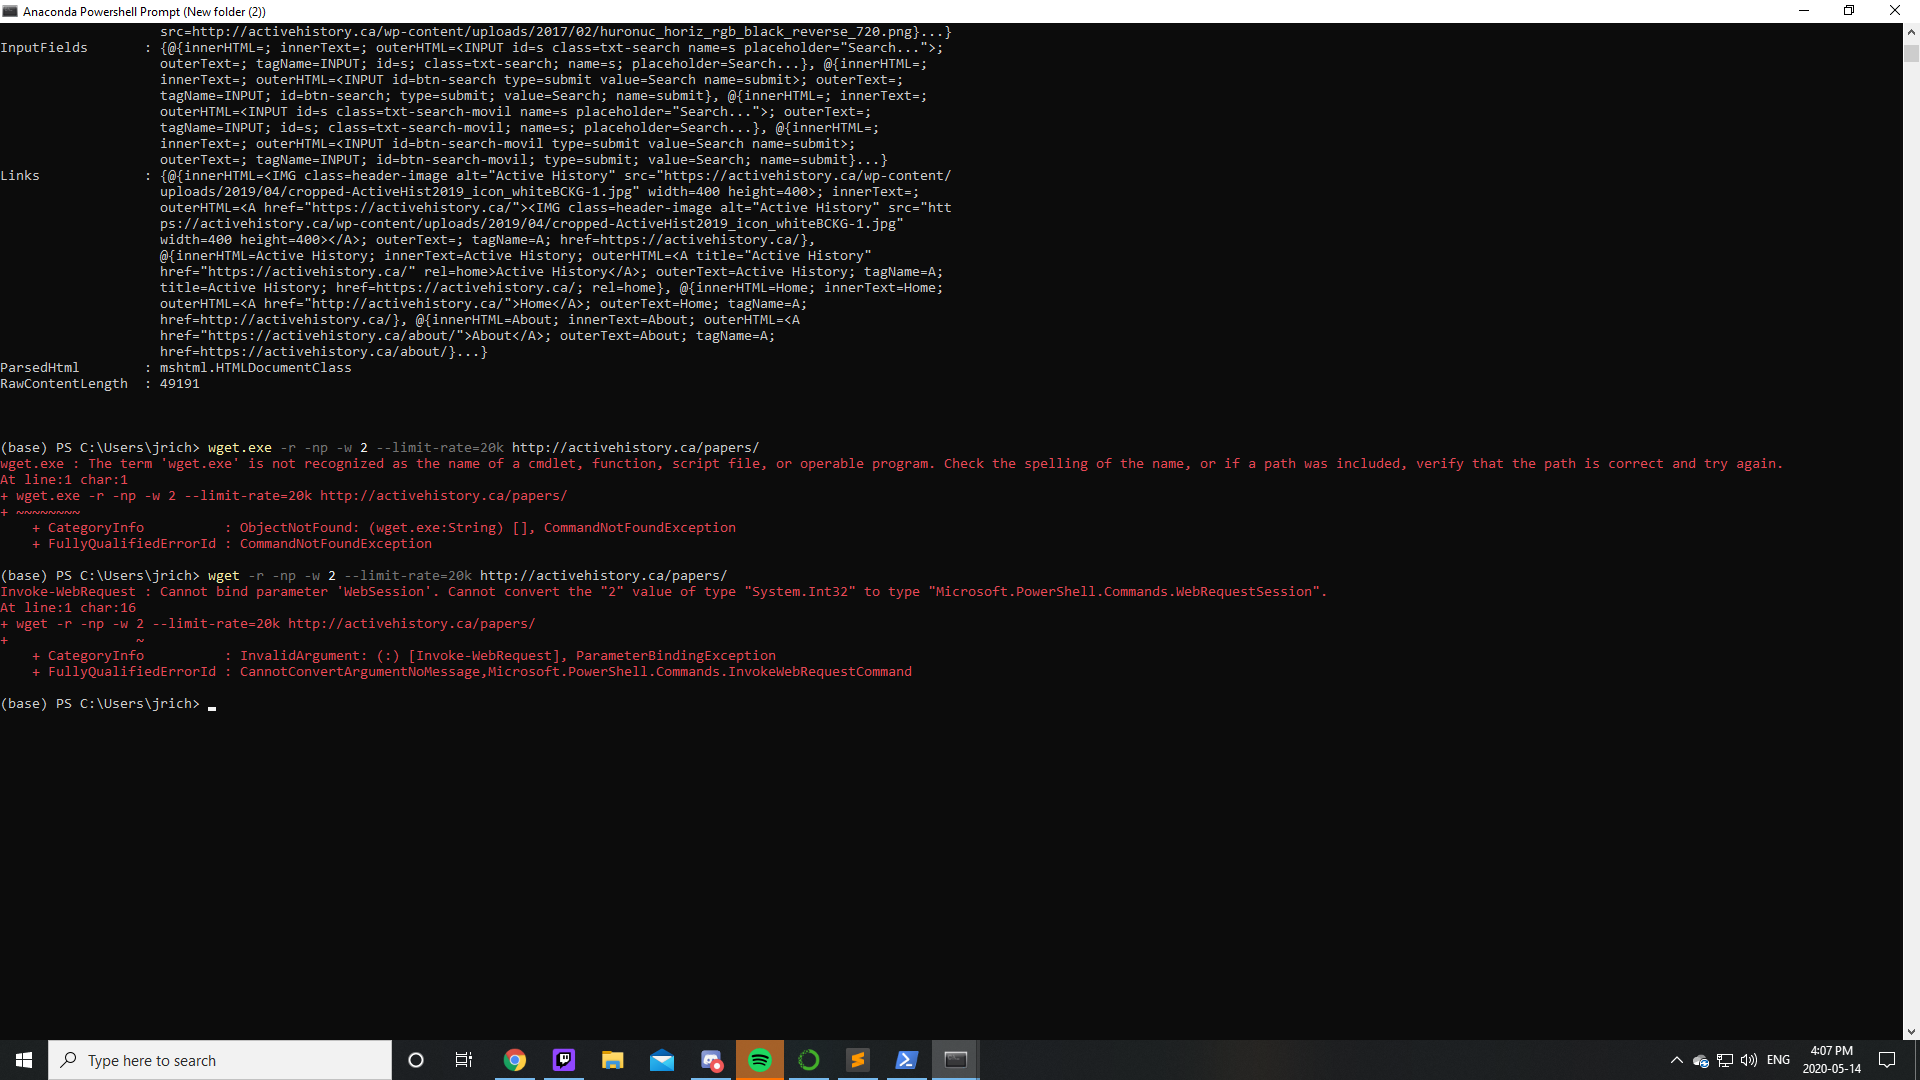 Anaconda Powershell Prompt (New folder (2))
src=http://activehistory.ca/wp-content/uploads/2017/02/huronuc_horiz_rgb_black_reverse_720.png}...}
InputFields       : {@{innerHTML=; innerText=; outerHTML=<INPUT id=s class=txt-search name=s placeholder="Search...">;
outerText=; tagName=INPUT; id=s; class=txt-search; name=s; placeholder=Search...}, @{innerHTML=;
innerText=; outerHTML=<INPUT id=btn-search type=submit value=Search name=submit>; outerText=;
tagName=INPUT; id=btn-search; type=submit; value=Search; name=submit}, @{innerHTML=; innerText=;
outerHTML=<INPUT id=s class=txt-search-movil name=s placeholder="Search...">; outerText=;
tagName=INPUT; id=s; class=txt-search-movil; name=s; placeholder=Search...}, @{innerHTML=;
innerText=; outerHTML=<INPUT id=btn-search-movil type=submit value=Search name=submit>;
outerText=; tagName=INPUT; id=btn-search-movil; type=submit; value=Search; name=submit}...}
Links             : {@{innerHTML=<IMG class=header-image alt="Active History" src="https://activehistory.ca/wp-content/
uploads/2019/04/cropped-ActiveHist2019_icon_whiteBCKG-1.jpg" width=400 height=400>; innerText=;
outerHTML=<A href="https://activehistory.ca/"><IMG class=header-image alt="Active History" src="htt
ps://activehistory.ca/wp-content/uploads/2019/04/cropped-ActiveHist2019_icon_whiteBCKG-1.jpg"
width=400 height=400></A>; outerText=; tagName=A; href=https://activehistory.ca/},
@{innerHTML=Active History; innerText=Active History; outerHTML=<A title="Active History"
href="https://activehistory.ca/" rel=home>Active History</A>; outerText=Active History; tagName=A;
title=Active History; href=https://activehistory.ca/; rel=home}, @{innerHTML=Home; innerText=Home;
outerHTML=<A href="http://activehistory.ca/">Home</A>; outerText=Home; tagName=A;
href=http://activehistory.ca/}, @{innerHTML=About; innerText=About; outerHTML=<A
href="https://activehistory.ca/about/">About</A>; outerText=About; tagName=A;
href=https://activehistory.ca/about/}...}
ParsedHtml        : mshtml.HTMLDocumentClass
RawContentLength  : 49191
(base) PS C:\Users\jrich> wget.exe -r -np -w 2 --limit-rate=20k http://activehistory.ca/papers/
wget.exe : The term 'wget.exe' is not recognized as the name of a cmdlet, function, script file, or operable program. Check the spelling of the name, or if a path was included, verify that the path is correct and try again.
At line:1 char:1
+ wget.exe -r -np -w 2 --limit-rate=20k http://activehistory.ca/papers/
+ ~~~~~~~~
+ CategoryInfo          : ObjectNotFound: (wget.exe:String) [], CommandNotFoundException
+ FullyQualifiedErrorId : CommandNotFoundException
(base) PS C:\Users\jrich> wget -r -np -w 2 --limit-rate=20k http://activehistory.ca/papers/
Invoke-WebRequest : Cannot bind parameter 'WebSession'. Cannot convert the "2" value of type "System.Int32" to type "Microsoft.PowerShell.Commands.WebRequestSession".
At line:1 char:16
+ wget -r -np -w 2 --limit-rate=20k http://activehistory.ca/papers/
+                ~
+ CategoryInfo          : InvalidArgument: (:) [Invoke-WebRequest], ParameterBindingException
+ FullyQualifiedErrorId : CannotConvertArgumentNoMessage,Microsoft.PowerShell.Commands.InvokeWebRequestCommand
(base) PS C:\Users\jrich>
Type here to search
ENG
4:07 PM
2020-05-14